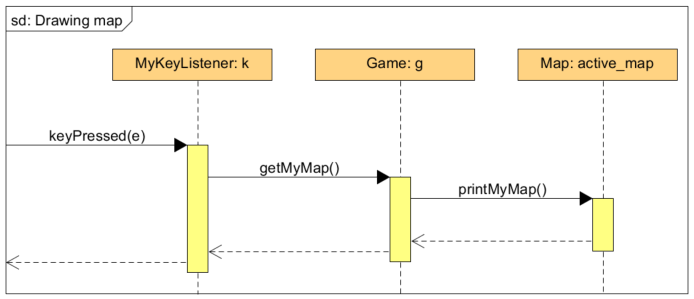 sd: Drawing map
MyKeyListener: k
Game: g
Map: active_map
keyPressed(e)
getMyMap()
printMyMap()